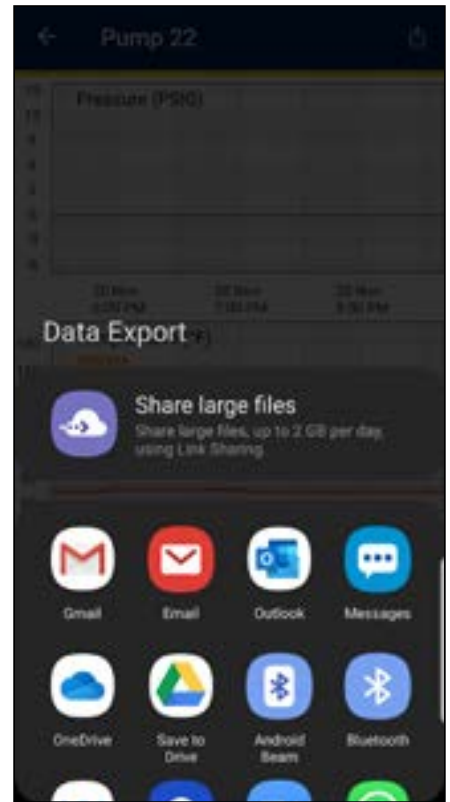 Pump 22
Pressure (PSIG)
Data Export
Share large files
Share large files, up to 2 GB per day,
using Link Sharing
Gmail
Email
Outlook
Messages
OneDrive
Save to
Drive
Android
Beam
Bluetooth